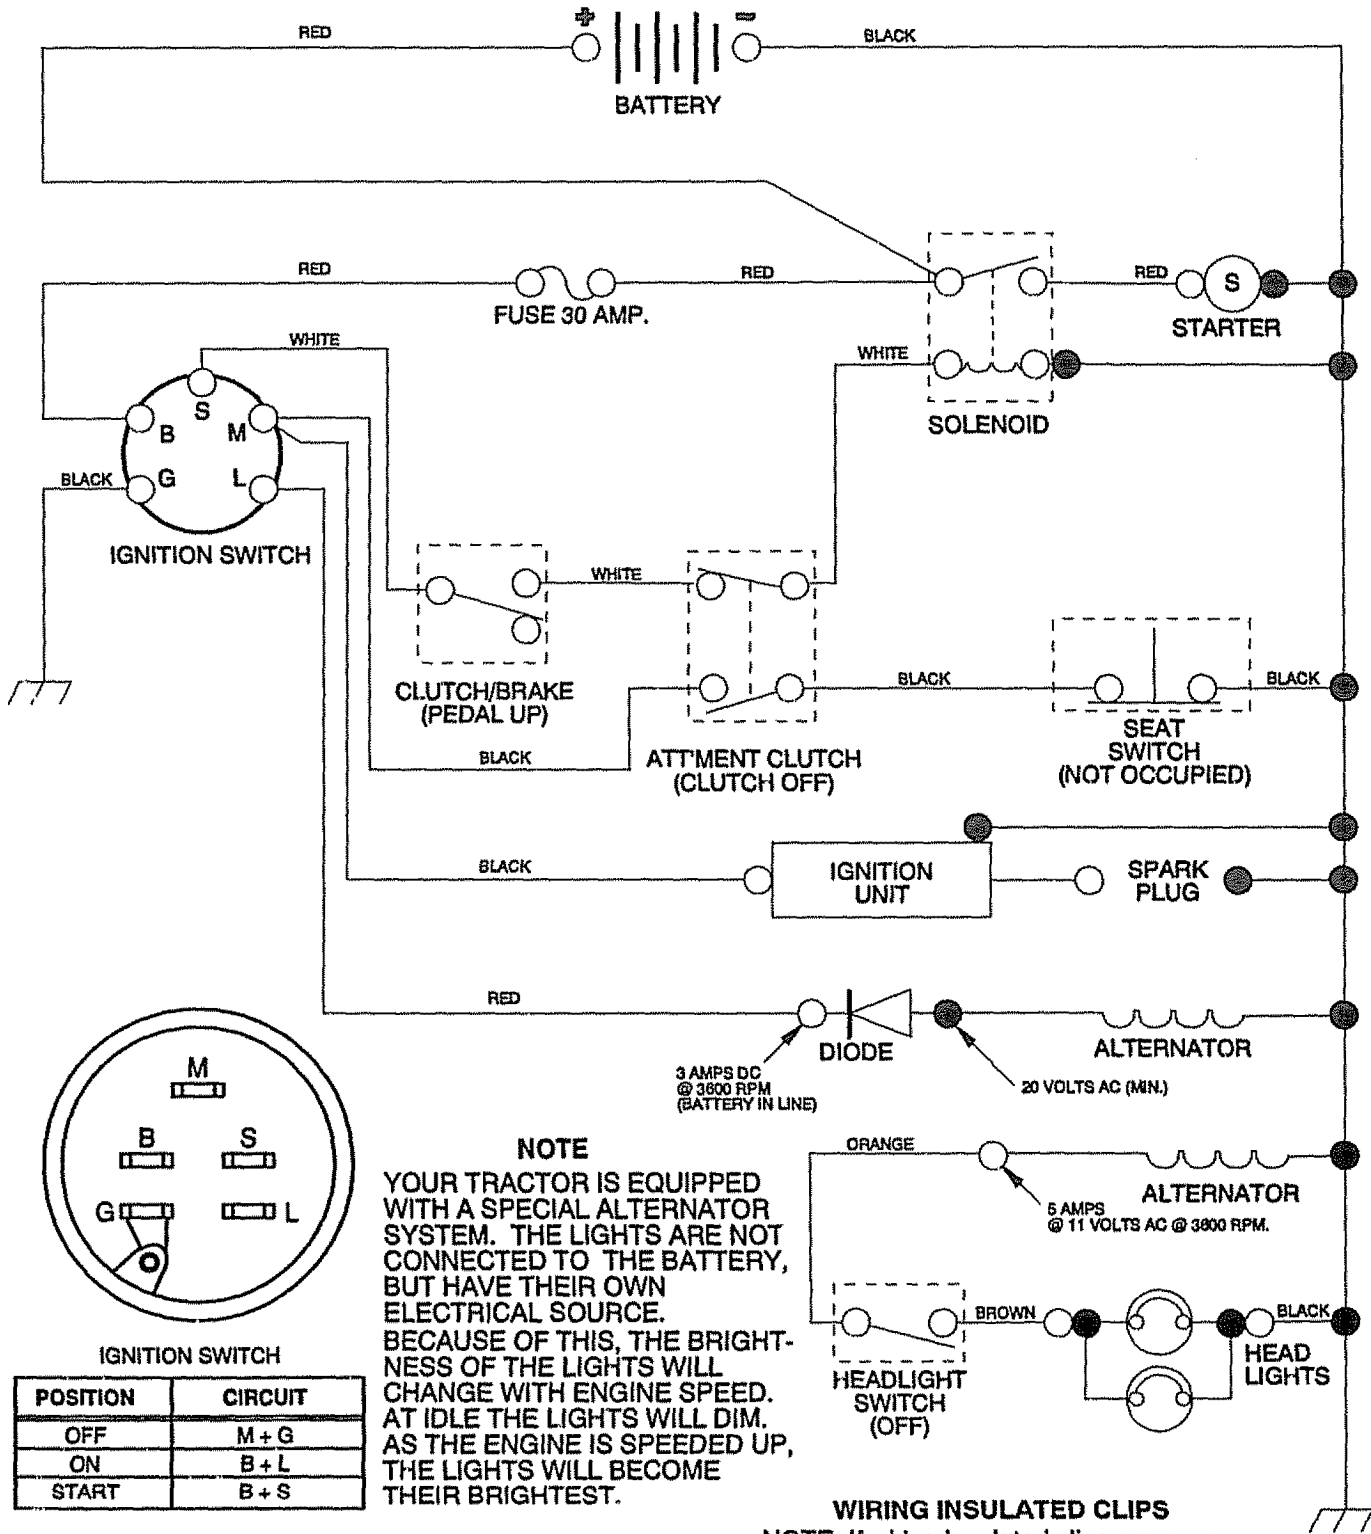 + −
RED
BLACK
BATTERY
RED
RED
RED
S
FUSE 30 AMP.
STARTER
WHITE
WHITE
S
B
M
SOLENOID
BLACK
G
L
IGNITION SWITCH
WHITE
CLUTCH/BRAKE
(PEDAL UP)
BLACK
BLACK
BLACK
ATT'MENT CLUTCH
(CLUTCH OFF)
SEAT
SWITCH
(NOT OCCUPIED)
BLACK
IGNITION
UNIT
SPARK
PLUG
RED
DIODE
ALTERNATOR
3 AMPS DC
@ 3600 RPM
(BATTERY IN LINE)
20 VOLTS AC (MIN.)
M
B
S
G
L
IGNITION SWITCH
POSITION CIRCUIT
OFF M + G
ON B + L
START B + S
NOTE
YOUR TRACTOR IS EQUIPPED
WITH A SPECIAL ALTERNATOR
SYSTEM. THE LIGHTS ARE NOT
CONNECTED TO THE BATTERY,
BUT HAVE THEIR OWN
ELECTRICAL SOURCE.
BECAUSE OF THIS, THE BRIGHT-
NESS OF THE LIGHTS WILL
CHANGE WITH ENGINE SPEED.
AT IDLE THE LIGHTS WILL DIM.
AS THE ENGINE IS SPEEDED UP,
THE LIGHTS WILL BECOME
THEIR BRIGHTEST.
ORANGE
ALTERNATOR
5 AMPS
@ 11 VOLTS AC @ 3600 RPM.
BROWN
BLACK
HEAD
LIGHTS
HEADLIGHT
SWITCH
(OFF)
WIRING INSULATED CLIPS